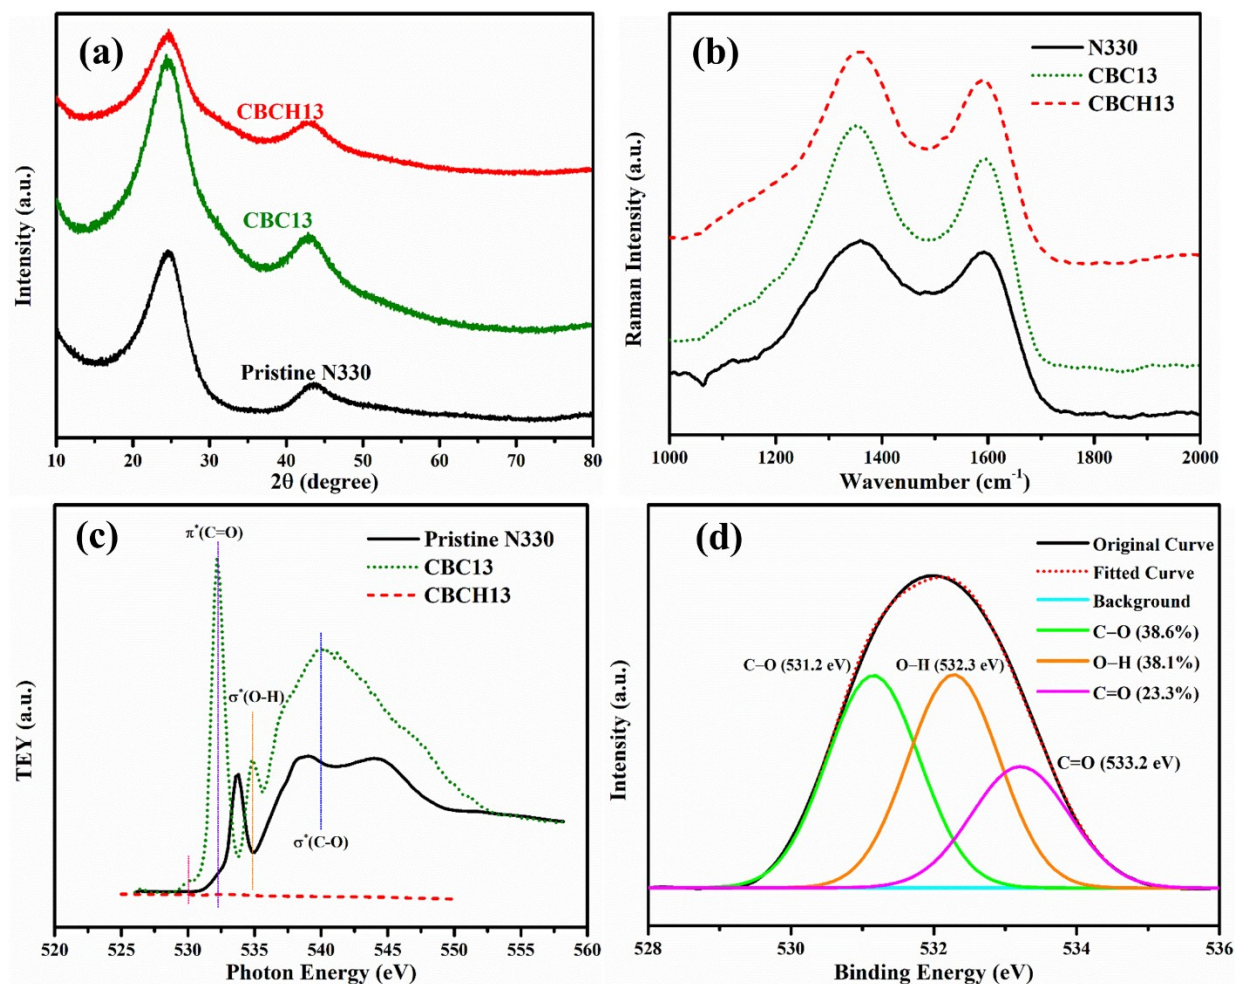 (a)
CBCH13
CBC13
Pristine N330
Intensity (a.u.)
10 20 30 40 50 60 70 80
2θ (degree)
(b)
N330
CBC13
CBCH13
Raman Intensity (a.u.)
1000 1200 1400 1600 1800 2000
Wavenumber (cm-1)
(c)
π*(C=O)
Pristine N330
CBC13
CBCH13
σ*(O-H)
σ*(C-O)
TEY (a.u.)
520 525 530 535 540 545 550 555 560
Photon Energy (eV)
(d)
Original Curve
Fitted Curve
Background
C−O (38.6%)
O−H (38.1%)
C=O (23.3%)
C−O (531.2 eV)
O−H (532.3 eV)
C=O (533.2 eV)
Intensity (a.u.)
528 530 532 534 536
Binding Energy (eV)